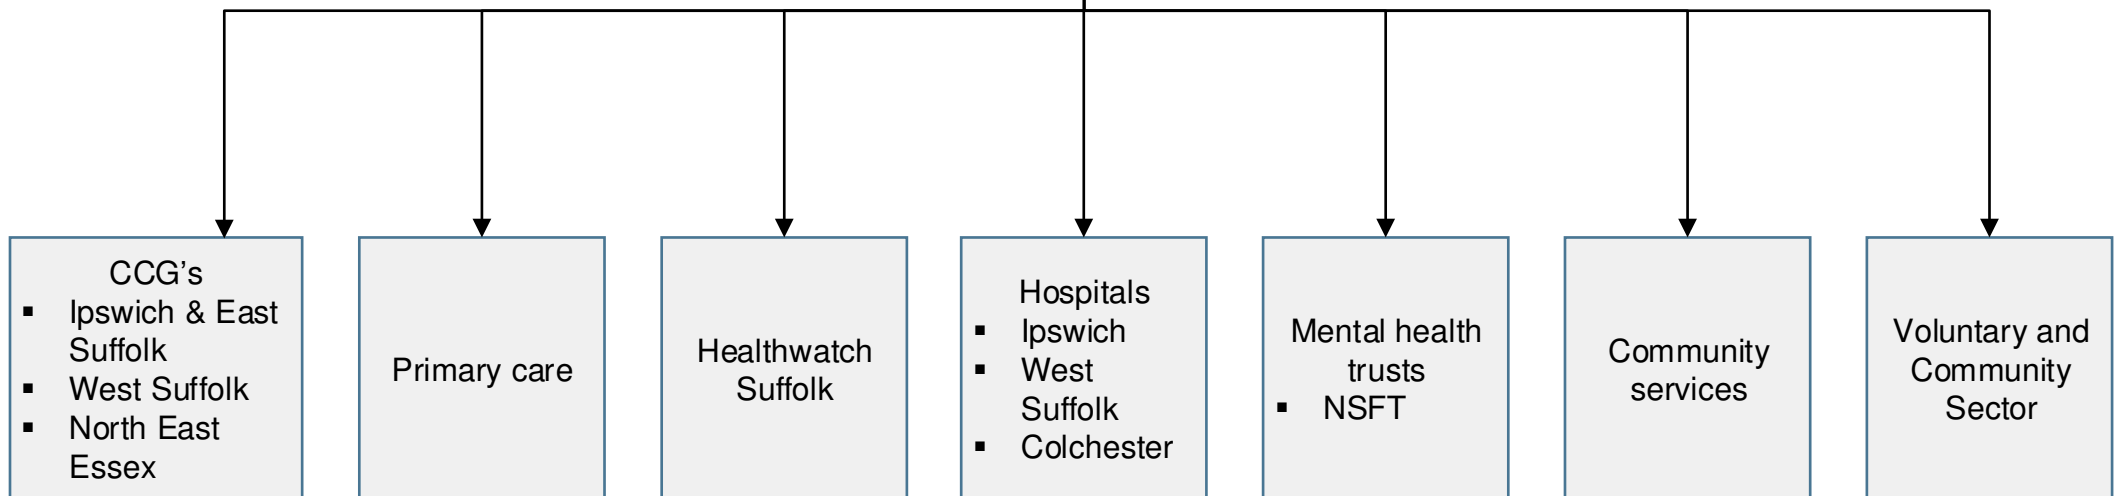 CCG's
▪ Ipswich & East
Suffolk
▪ West Suffolk
▪ North East
Essex
Primary care
Healthwatch
Suffolk
Hospitals
▪ Ipswich
▪ West
Suffolk
▪ Colchester
Mental health
trusts
▪ NSFT
Community
services
Voluntary and
Community
Sector